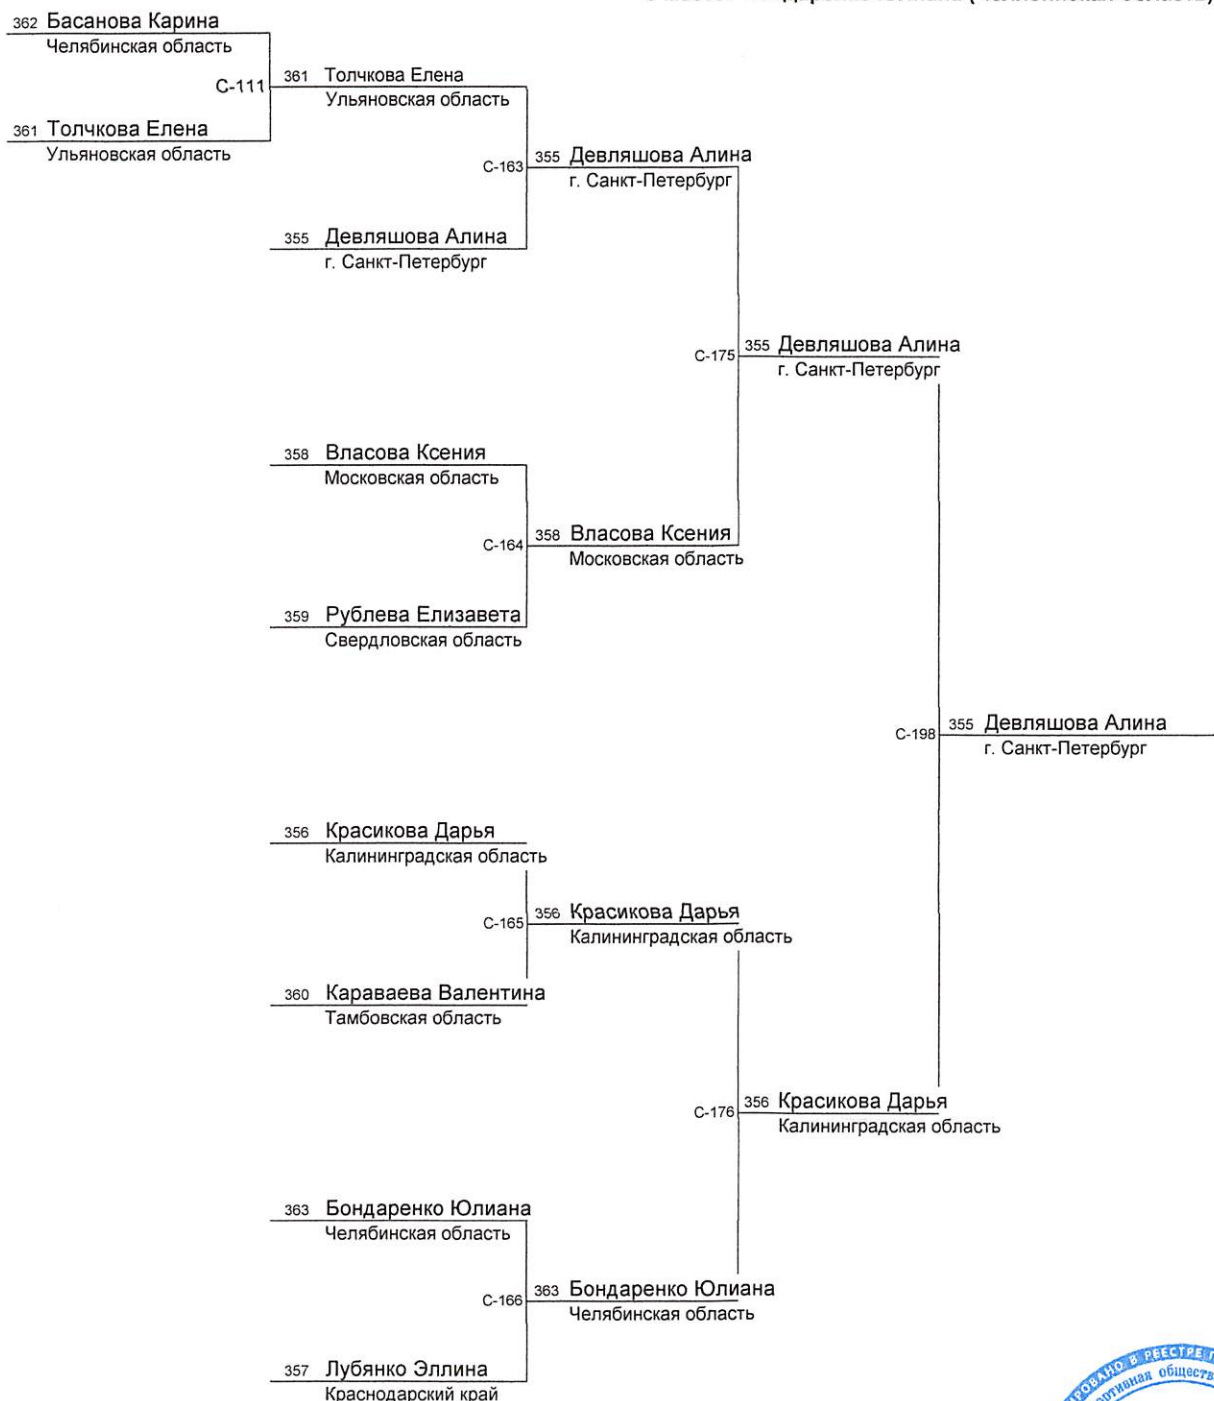 362 Басанова Карина
Челябинская область
С-111
361 Толчкова Елена
Ульяновская область
361 Толчкова Елена
Ульяновская область
С-163
355 Девляшова Алина
г. Санкт-Петербург
355 Девляшова Алина
г. Санкт-Петербург
С-175
355 Девляшова Алина
г. Санкт-Петербург
358 Власова Ксения
Московская область
С-164
358 Власова Ксения
Московская область
359 Рублева Елизавета
Свердловская область
С-198
355 Девляшова Алина
г. Санкт-Петербург
356 Красикова Дарья
Калининградская область
С-165
356 Красикова Дарья
Калининградская область
360 Караваева Валентина
Тамбовская область
С-176
356 Красикова Дарья
Калининградская область
363 Бондаренко Юлиана
Челябинская область
С-166
363 Бондаренко Юлиана
Челябинская область
357 Лубянко Эллина
Краснодарский край
В РЕЕСТРЕ